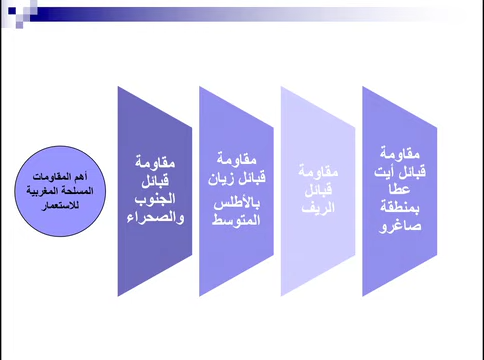 أهم المقاومات
المسلحة المغربية
للاستعمار
مقاومة
قبائل
الجنوب
والصحراء
مقاومة
قبائل زيان
بالأطلس
المتوسط
مقاومة
قبائل
الريف
مقاومة
قبائل أيت
عطا
بمنطقة
صاغرو